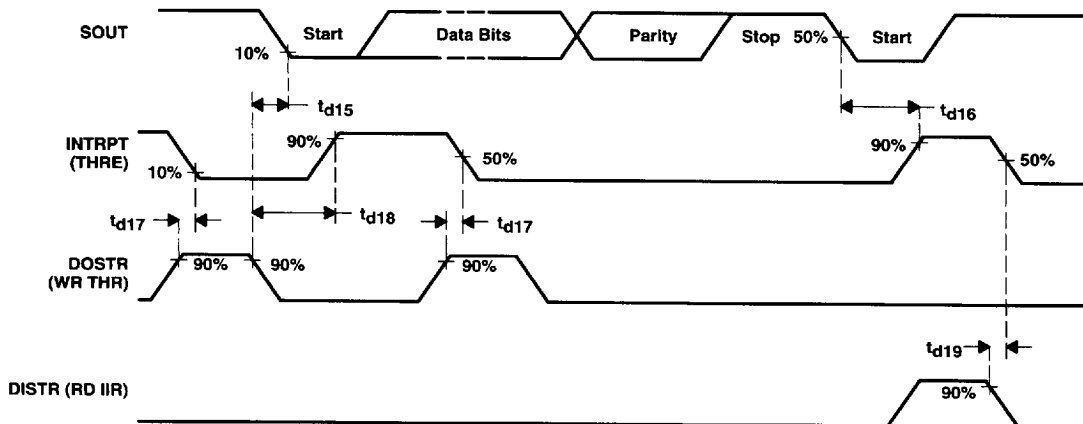 SOUT
Start
Data Bits
Parity
Stop
50%
Start
10%
td15
td16
INTRPT
(THRE)
90%
50%
90%
50%
10%
td17
td18
td17
DOSTR
(WR THR)
90%
90%
90%
td19
DISTR (RD IIR)
90%